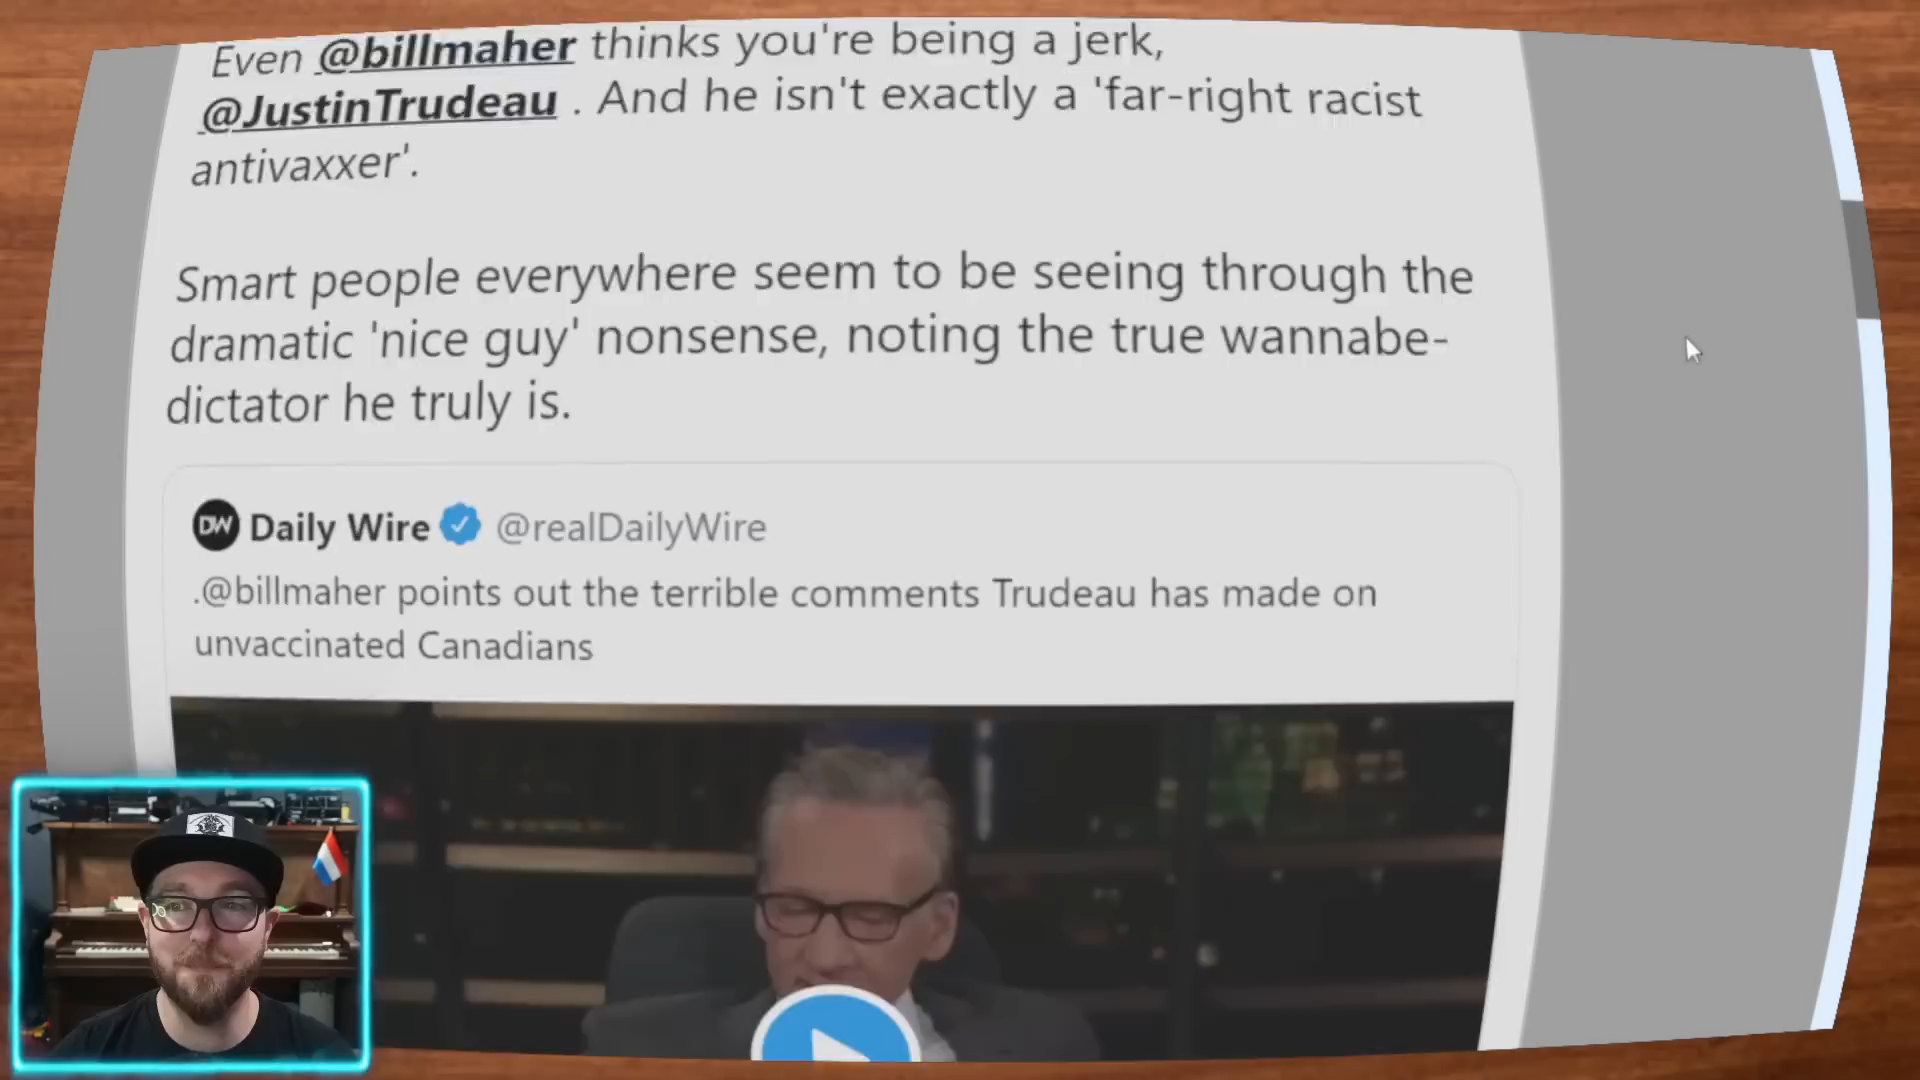 Even @billmaher thinks you're being a jerk,
@JustinTrudeau . And he isn't exactly a 'far-right racist
antivaxxer'.
Smart people everywhere seem to be seeing through the
dramatic 'nice guy' nonsense, noting the true wannabe-
dictator he truly is.
DW Daily Wire @realDailyWire
.@billmaher points out the terrible comments Trudeau has made on
unvaccinated Canadians